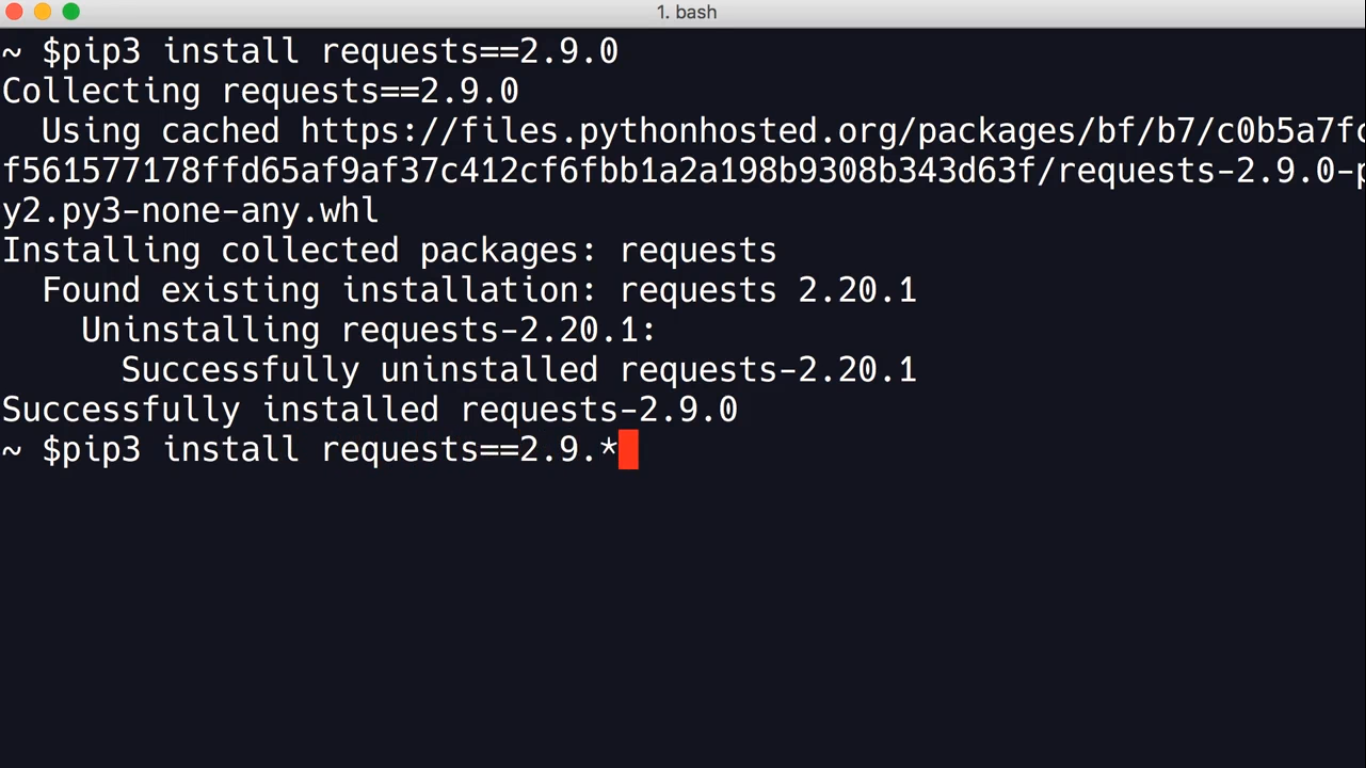 1. bash
~ $pip3 install requests==2.9.0
Collecting requests==2.9.0
  Using cached https://files.pythonhosted.org/packages/bf/b7/c0b5a7fc
f561577178ffd65af9af37c412cf6fbb1a2a198b9308b343d63f/requests-2.9.0-p
y2.py3-none-any.whl
Installing collected packages: requests
  Found existing installation: requests 2.20.1
    Uninstalling requests-2.20.1:
      Successfully uninstalled requests-2.20.1
Successfully installed requests-2.9.0
~ $pip3 install requests==2.9.*